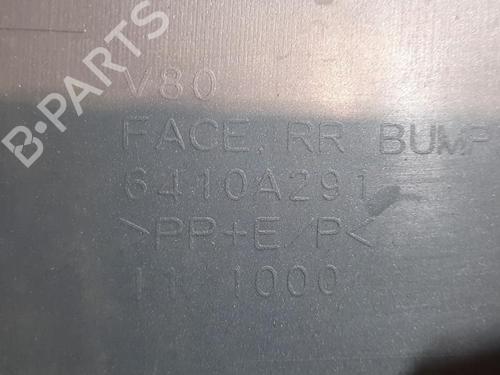 B-PARTS
V80
FACE, RR BUMP
6410A291
>PP+E/P<
1000